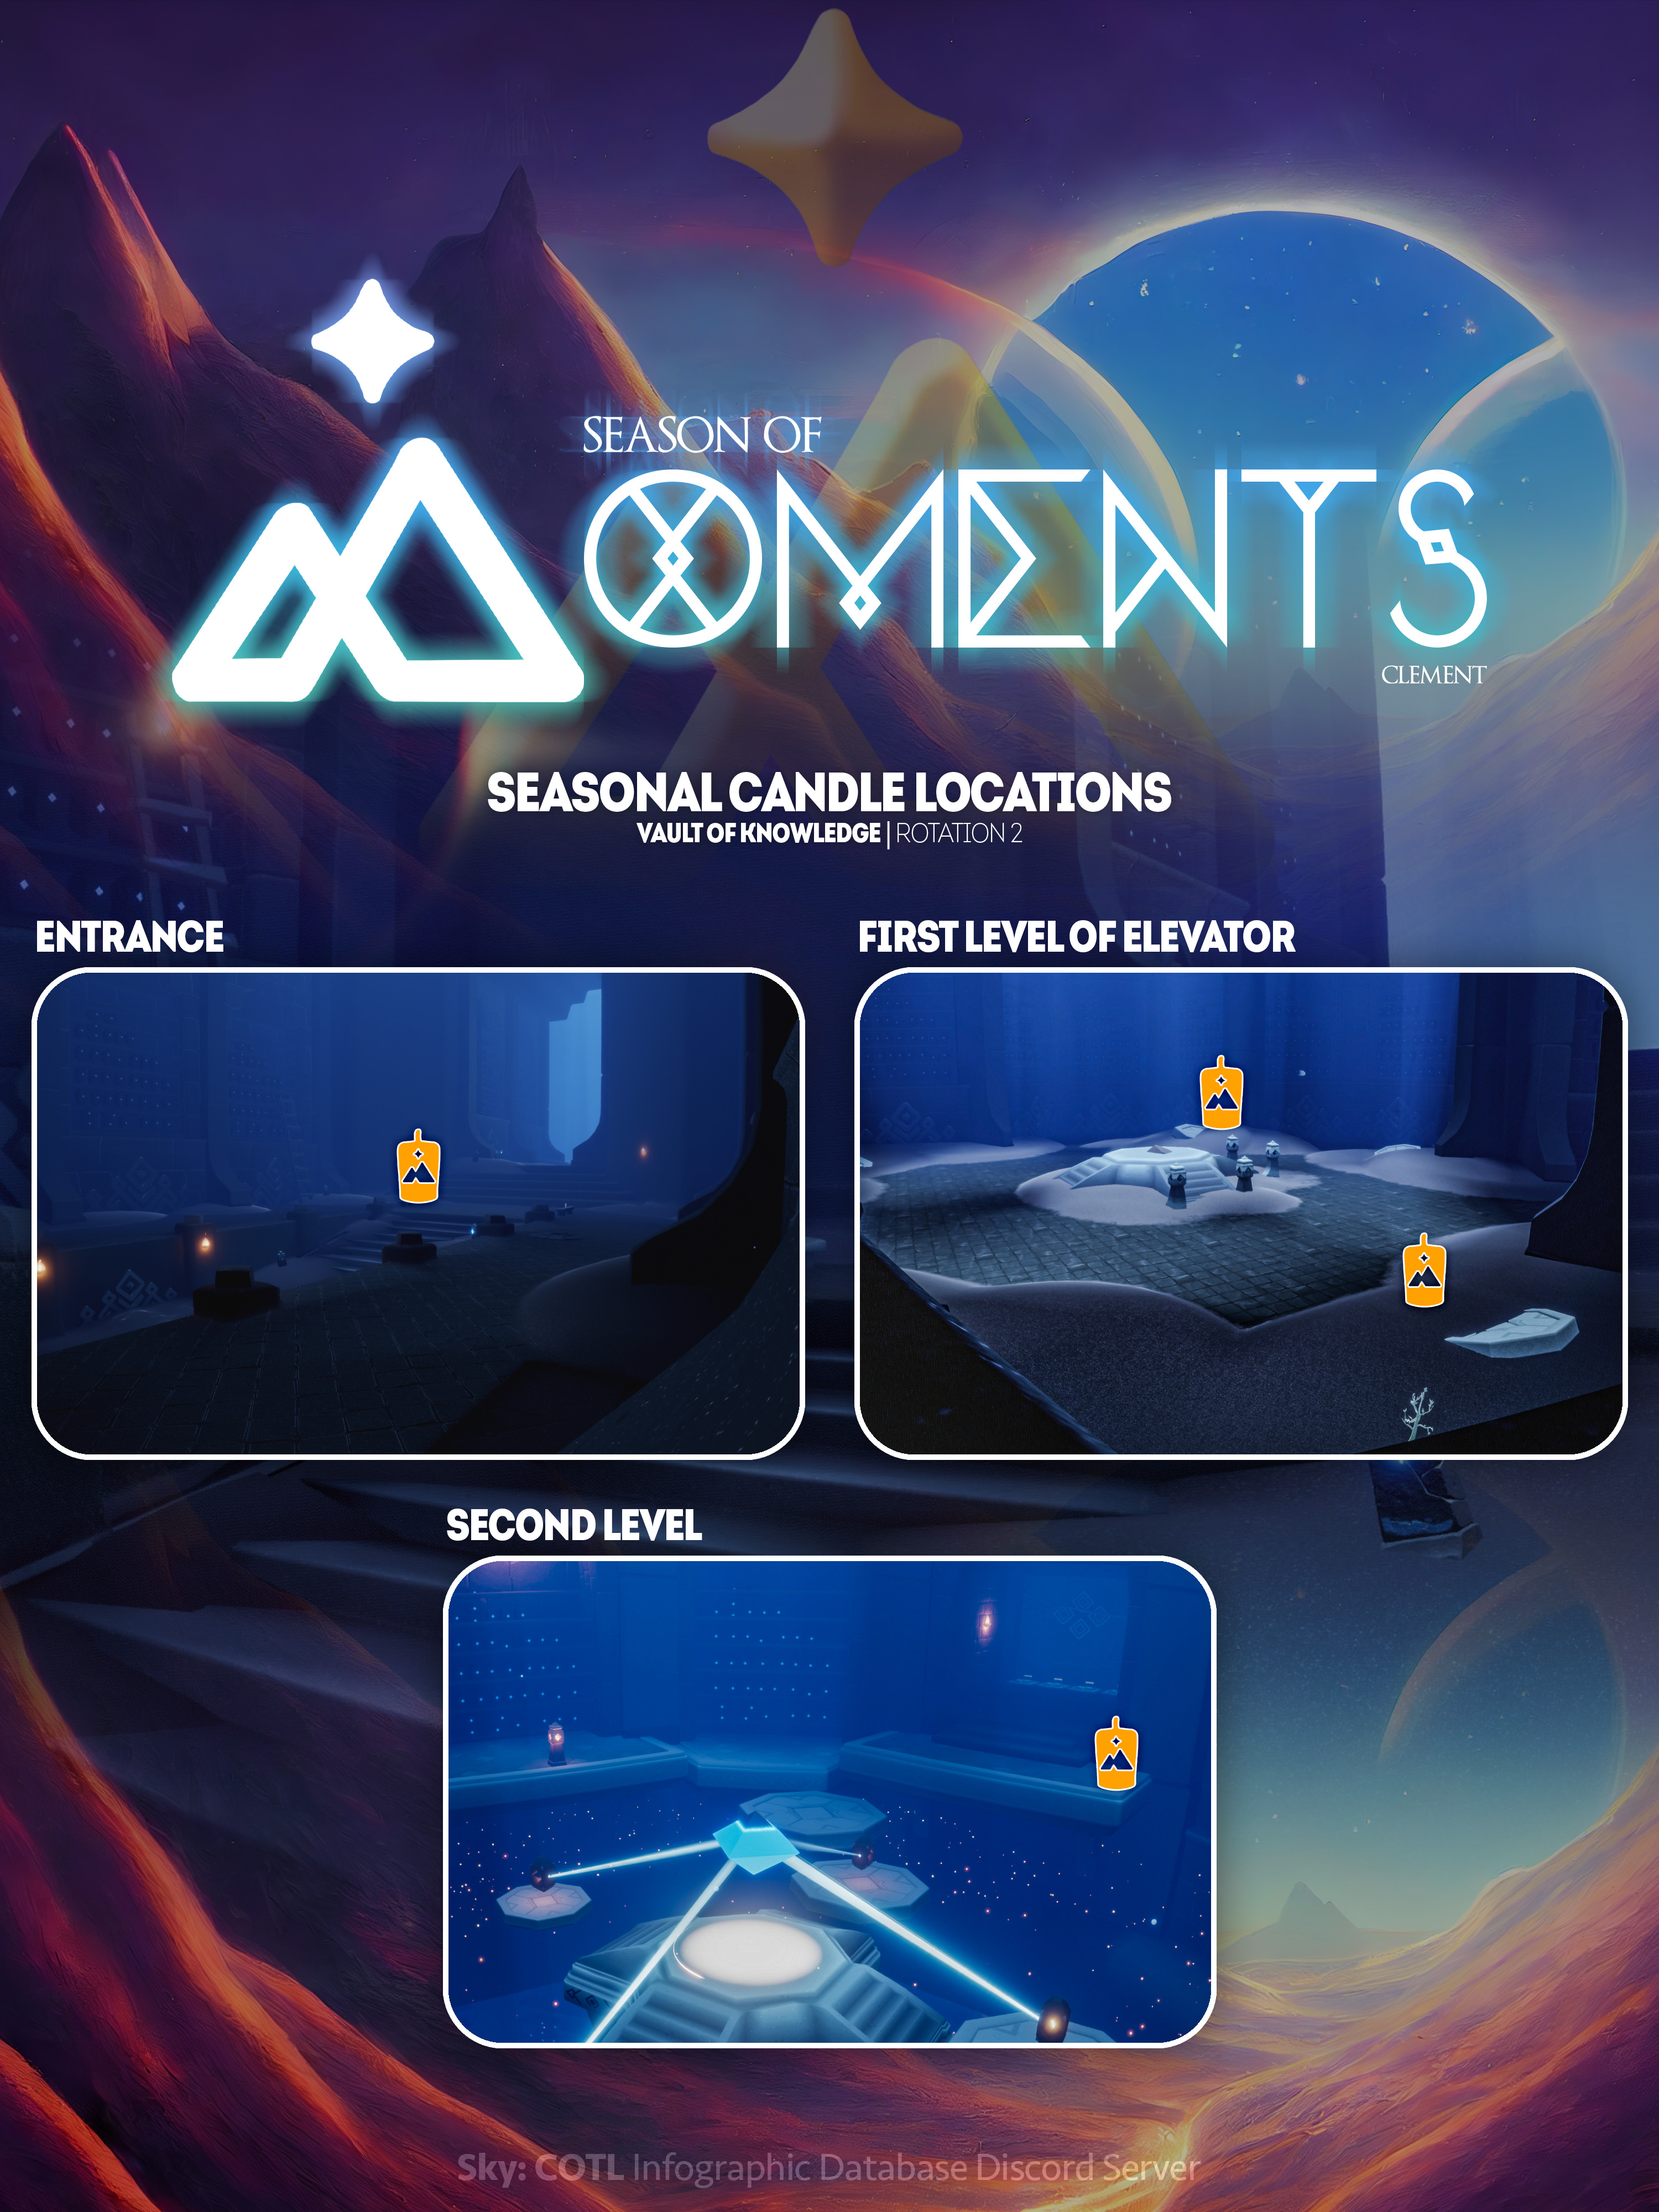 SEASON OF
MOMENTS
CLEMENT
SEASONAL CANDLE LOCATIONS
VAULT OF KNOWLEDGE | ROTATION 2
ENTRANCE
FIRST LEVEL OF ELEVATOR
SECOND LEVEL
Sky: COTL Infographic Database Discord Server